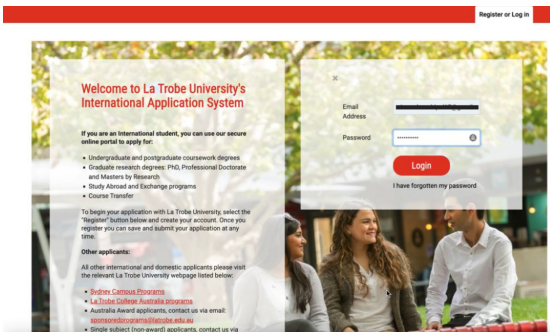 Register or Log in
Welcome to La Trobe University's
International Application System
If you are an International student, you can use our secure
online portal to apply for:
• Undergraduate and postgraduate coursework degrees
• Graduate research degrees: PhD, Professional Doctorate
and Masters by Research
• Study Abroad and Exchange programs
• Course Transfer
To begin your application with La Trobe University, select the
"Register" button below and create your account. Once you
register you can save and submit your application at any
time.
Other applicants:
All other international and domestic applicants please visit
the relevant La Trobe University webpage listed below:
• Sydney Campus Programs
• La Trobe College Australia programs
• Australia Award applicants, contact us via email:
sponsoredprograms@latrobe.edu.au
• Single subject (non-award) applicants, contact us via
×
Email
Address
Password
Login
I have forgotten my password